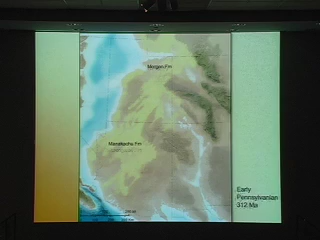 Morgan Fm
Manakacha Fm
Early
Pennsylvanian
312 Ma